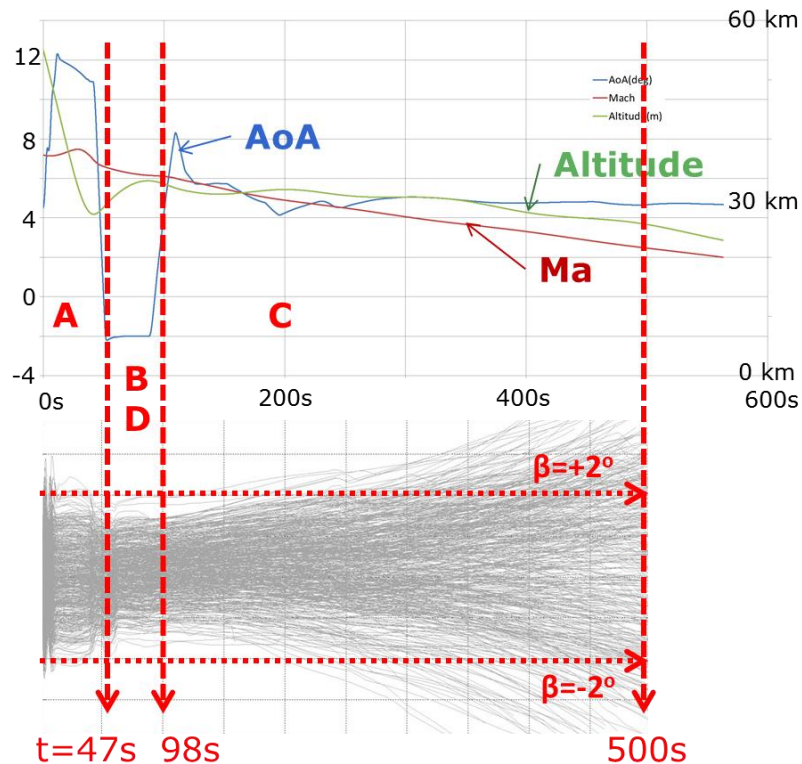 60 km
12
AoA(deg)
Mach
Altitude(m)
8
AoA
Altitude
30 km
4
Ma
0
A
C
B
-4
0 km
0s
200s
400s
600s
D
β=+2º
β=-2º
t=47s
98s
500s